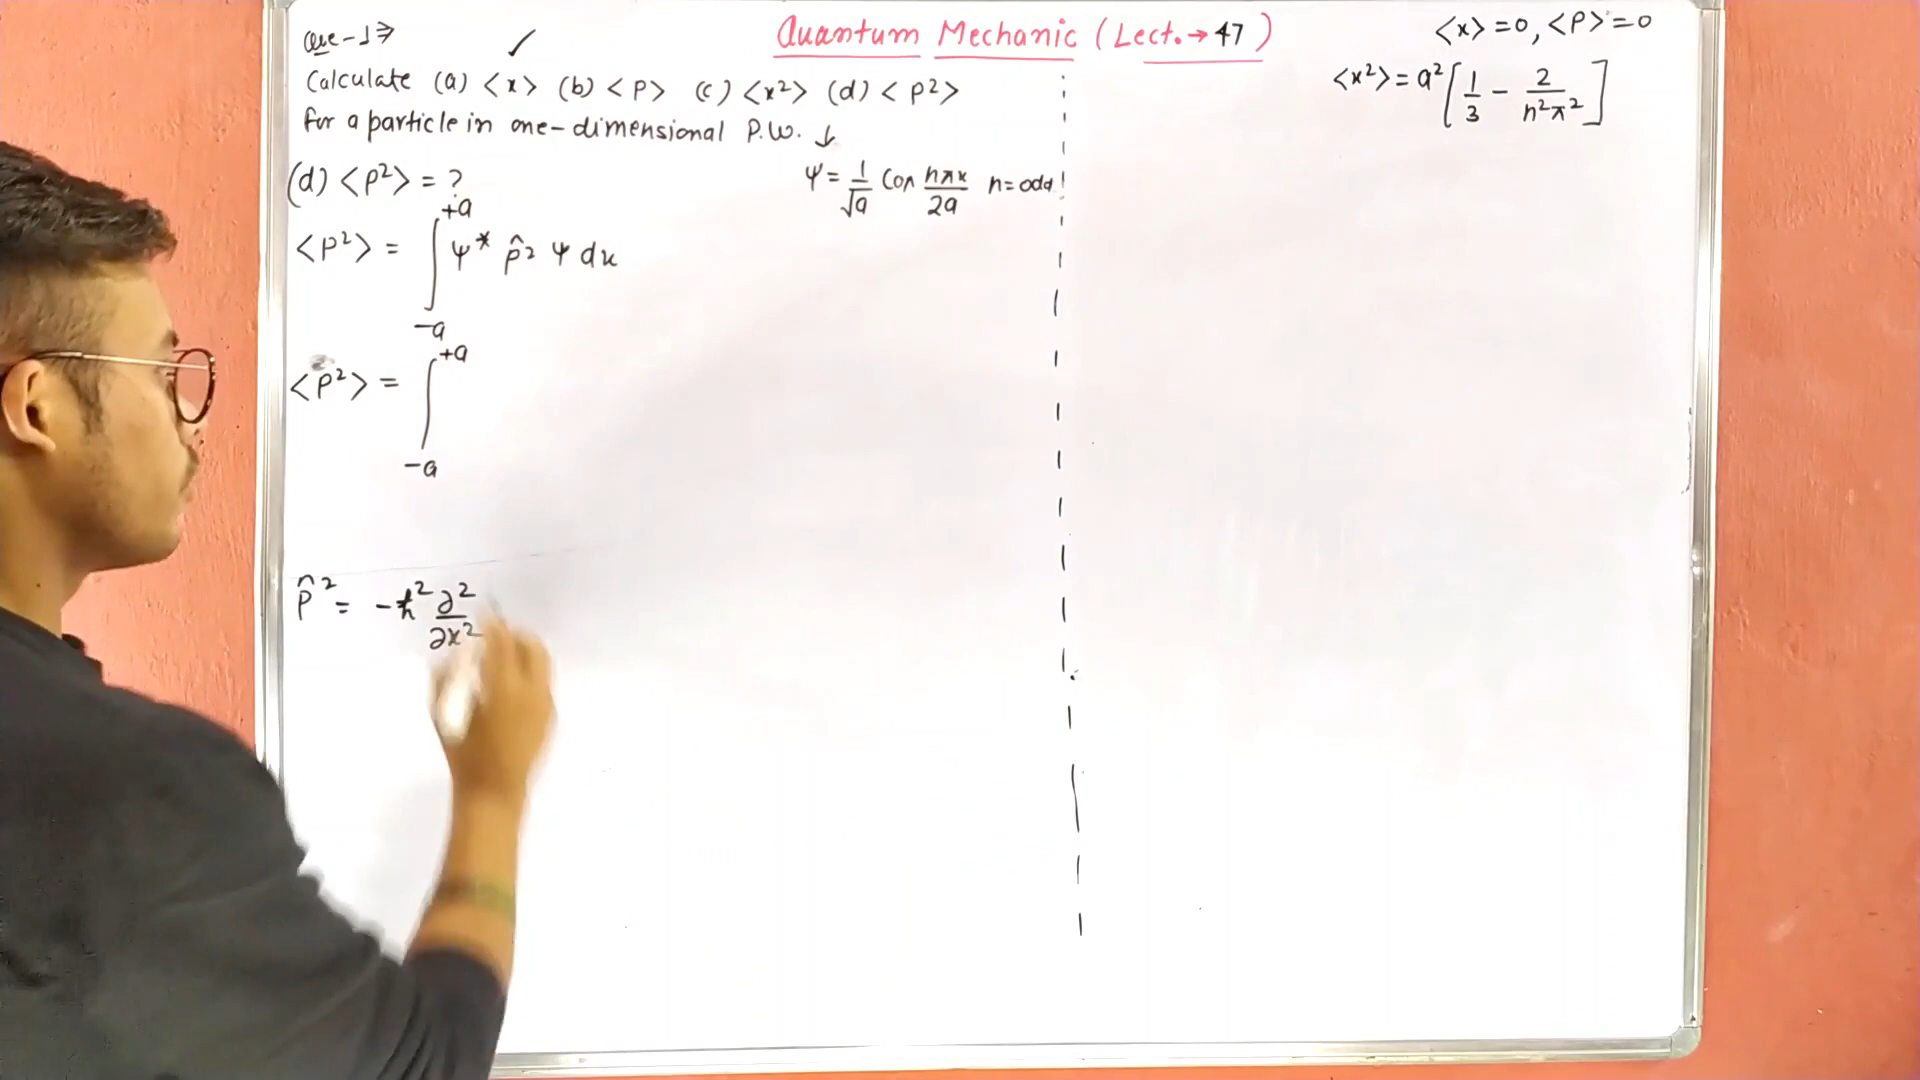 Quantum Mechanic (Lect. → 47)
Que-1⇒ ✓
Calculate (a) <x> (b) <P> (c) <x²> (d) <P²>
for a particle in one-dimensional P.W. ↓
(d) <P²> = ?
ψ = 1/√a Cos nπx/2a n=odd
<P²> = ∫₋ₐ⁺ᵃ ψ* p̂² ψ dx
<P²> = ∫₋ₐ⁺ᵃ
P̂² = -ħ² ∂²/∂x²
<x> = 0, <P> = 0
<x²> = a² [1/3 - 2/n²π²]